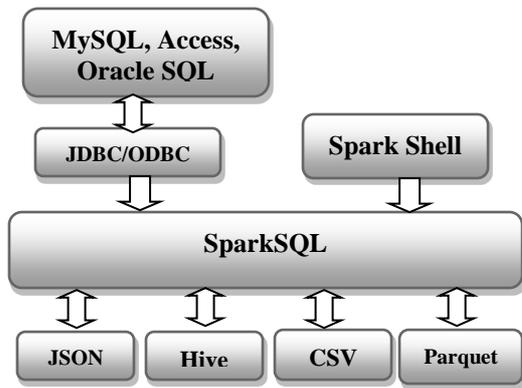 MySQL, Access,
Oracle SQL
JDBC/ODBC
Spark Shell
SparkSQL
JSON
Hive
CSV
Parquet